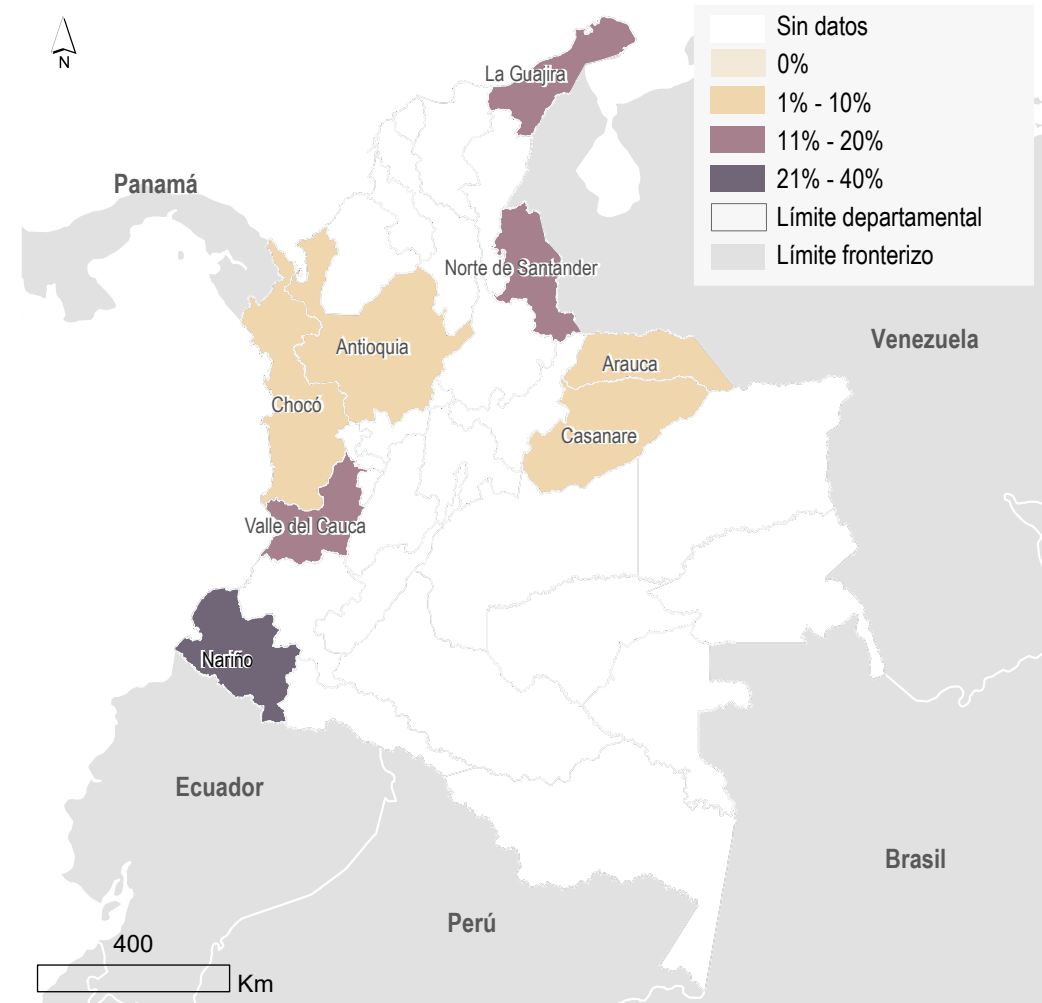 N
Sin datos
0%
1% - 10%
11% - 20%
21% - 40%
Límite departamental
Límite fronterizo
La Guajira
Panamá
Norte de Santander
Venezuela
Antioquia
Arauca
Chocó
Casanare
Valle del Cauca
Nariño
Ecuador
Brasil
Perú
400
Km